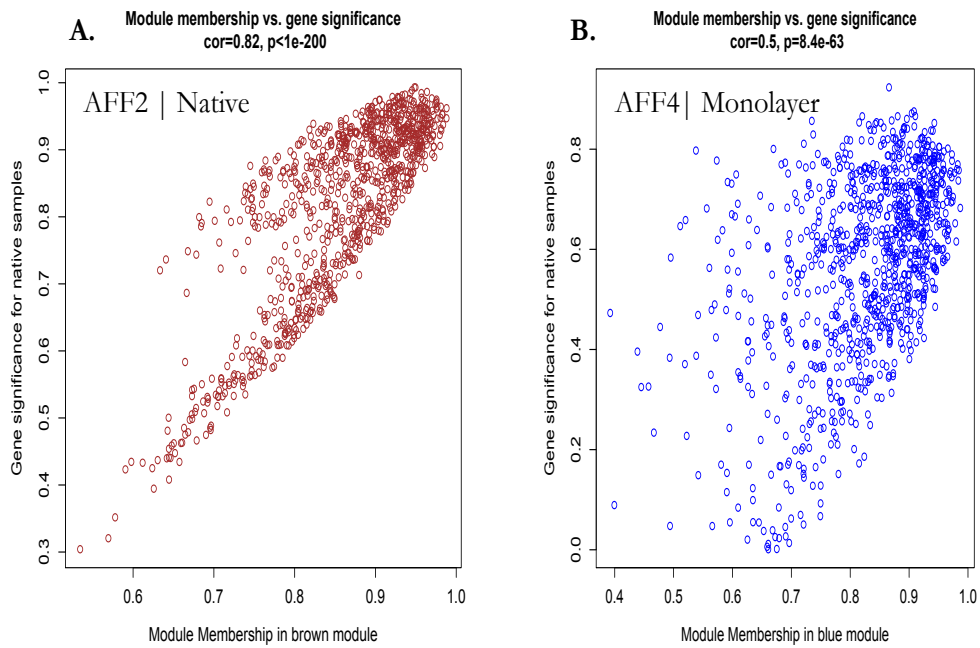 A.
Module membership vs. gene significance
cor=0.82, p<1e-200
AFF2 | Native
Gene significance for native samples
1.0
0.9
0.8
0.7
0.6
0.5
0.4
0.3
0.6
0.7
0.8
0.9
1.0
Module Membership in brown module
B.
Module membership vs. gene significance
cor=0.5, p=8.4e-63
AFF4| Monolayer
Gene significance for native samples
0.8
0.6
0.4
0.2
0.0
0.4
0.5
0.6
0.7
0.8
0.9
1.0
Module Membership in blue module